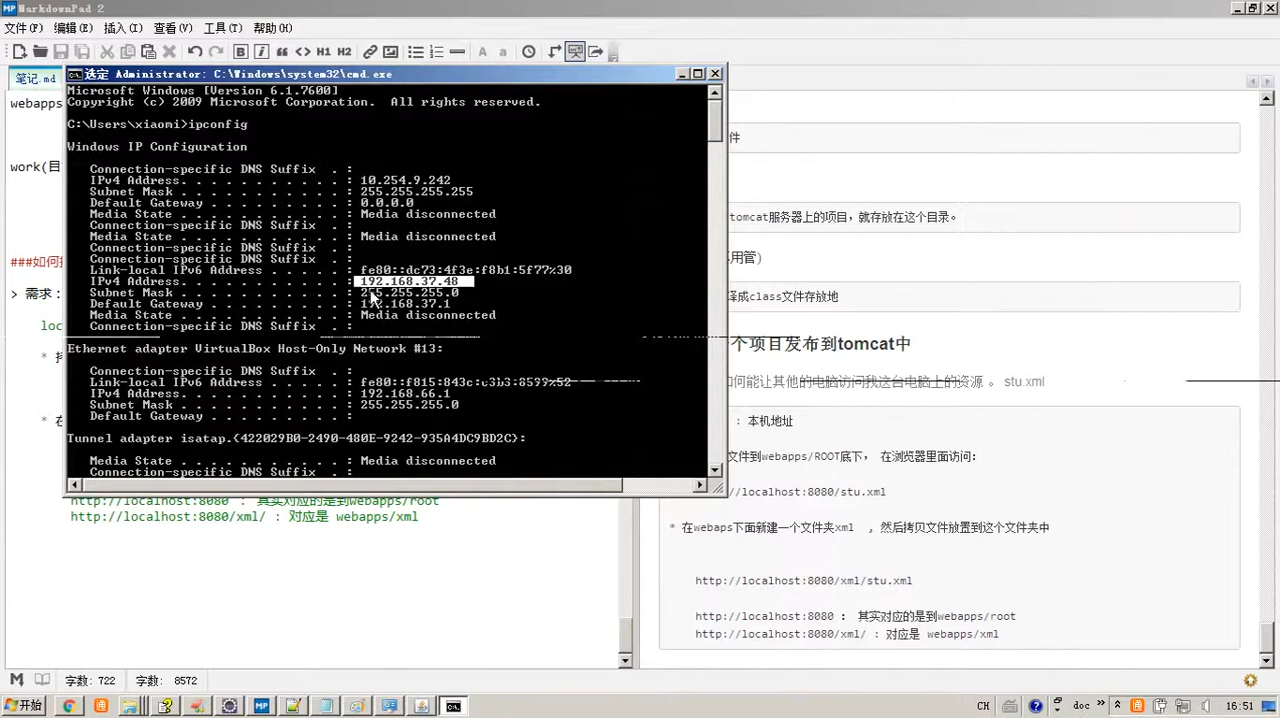 MarkdownPad 2
文件(F) 编辑(E) 插入(I) 查看(V) 工具(T) 帮助(H)
B i “ <> H1 H2 A a
笔记.md
webapps
work(目
###如何
> 需求:
loc
*
* 在
选定 Administrator: C:\Windows\system32\cmd.exe
Microsoft Windows [Version 6.1.7600]
Copyright (c) 2009 Microsoft Corporation. All rights reserved.
C:\Users\xiaomi>ipconfig
Windows IP Configuration
Connection-specific DNS Suffix . :
IPv4 Address. . . . . . . . . . . : 10.254.9.242
Subnet Mask . . . . . . . . . . . : 255.255.255.255
Default Gateway . . . . . . . . . : 0.0.0.0
Media State . . . . . . . . . . . : Media disconnected
Connection-specific DNS Suffix . :
Media State . . . . . . . . . . . : Media disconnected
Connection-specific DNS Suffix . :
Connection-specific DNS Suffix . :
Link-local IPv6 Address . . . . . : fe80::dc73:4f3e:f8b1:5f77%30
IPv4 Address. . . . . . . . . . . : 192.168.37.48
Subnet Mask . . . . . . . . . . . : 255.255.255.0
Default Gateway . . . . . . . . . : 192.168.37.1
Media State . . . . . . . . . . . : Media disconnected
Connection-specific DNS Suffix . :
Ethernet adapter VirtualBox Host-Only Network #13:
Connection-specific DNS Suffix . :
Link-local IPv6 Address . . . . . : fe80::f815:843c:c3b3:8599%52
IPv4 Address. . . . . . . . . . . : 192.168.66.1
Subnet Mask . . . . . . . . . . . : 255.255.255.0
Default Gateway . . . . . . . . . :
Tunnel adapter isatap.{422029B0-2490-480E-9242-935A4DC9BD2C}:
Media State . . . . . . . . . . . : Media disconnected
Connection-specific DNS Suffix . :
http://localhost:8080 : 其实对应的是到webapps/root
http://localhost:8080/xml/ : 对应是 webapps/xml
件
tomcat服务器上的项目，就存放在这个目录。
用管)
译成class文件存放地
个项目发布到tomcat中
如何能让其他的电脑访问我这台电脑上的资源 。 stu.xml
: 本机地址
文件到webapps/ROOT底下， 在浏览器里面访问:
//localhost:8080/stu.xml
* 在webaps下面新建一个文件夹xml ，然后拷贝文件放置到这个文件夹中
http://localhost:8080/xml/stu.xml
http://localhost:8080 : 其实对应的是到webapps/root
http://localhost:8080/xml/ : 对应是 webapps/xml
字数: 722 字数: 8572
开始 CH doc » 16:51